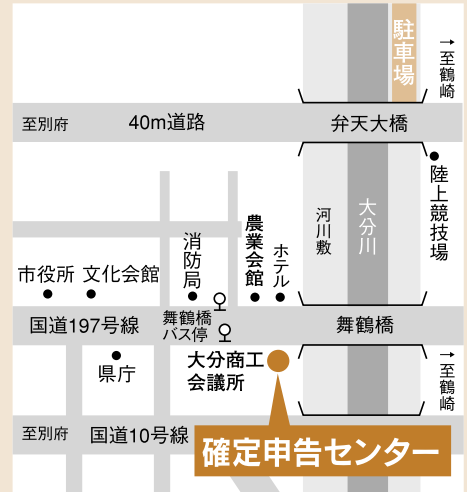 駐車場
→至鶴崎
至別府
40m道路
弁天大橋
陸上競技場
河川敷
大分川
農業会館
ホテル
消防局
市役所
文化会館
国道197号線
舞鶴橋
バス停
舞鶴橋
県庁
大分商工
会議所
→至鶴崎
至別府
国道10号線
確定申告センター